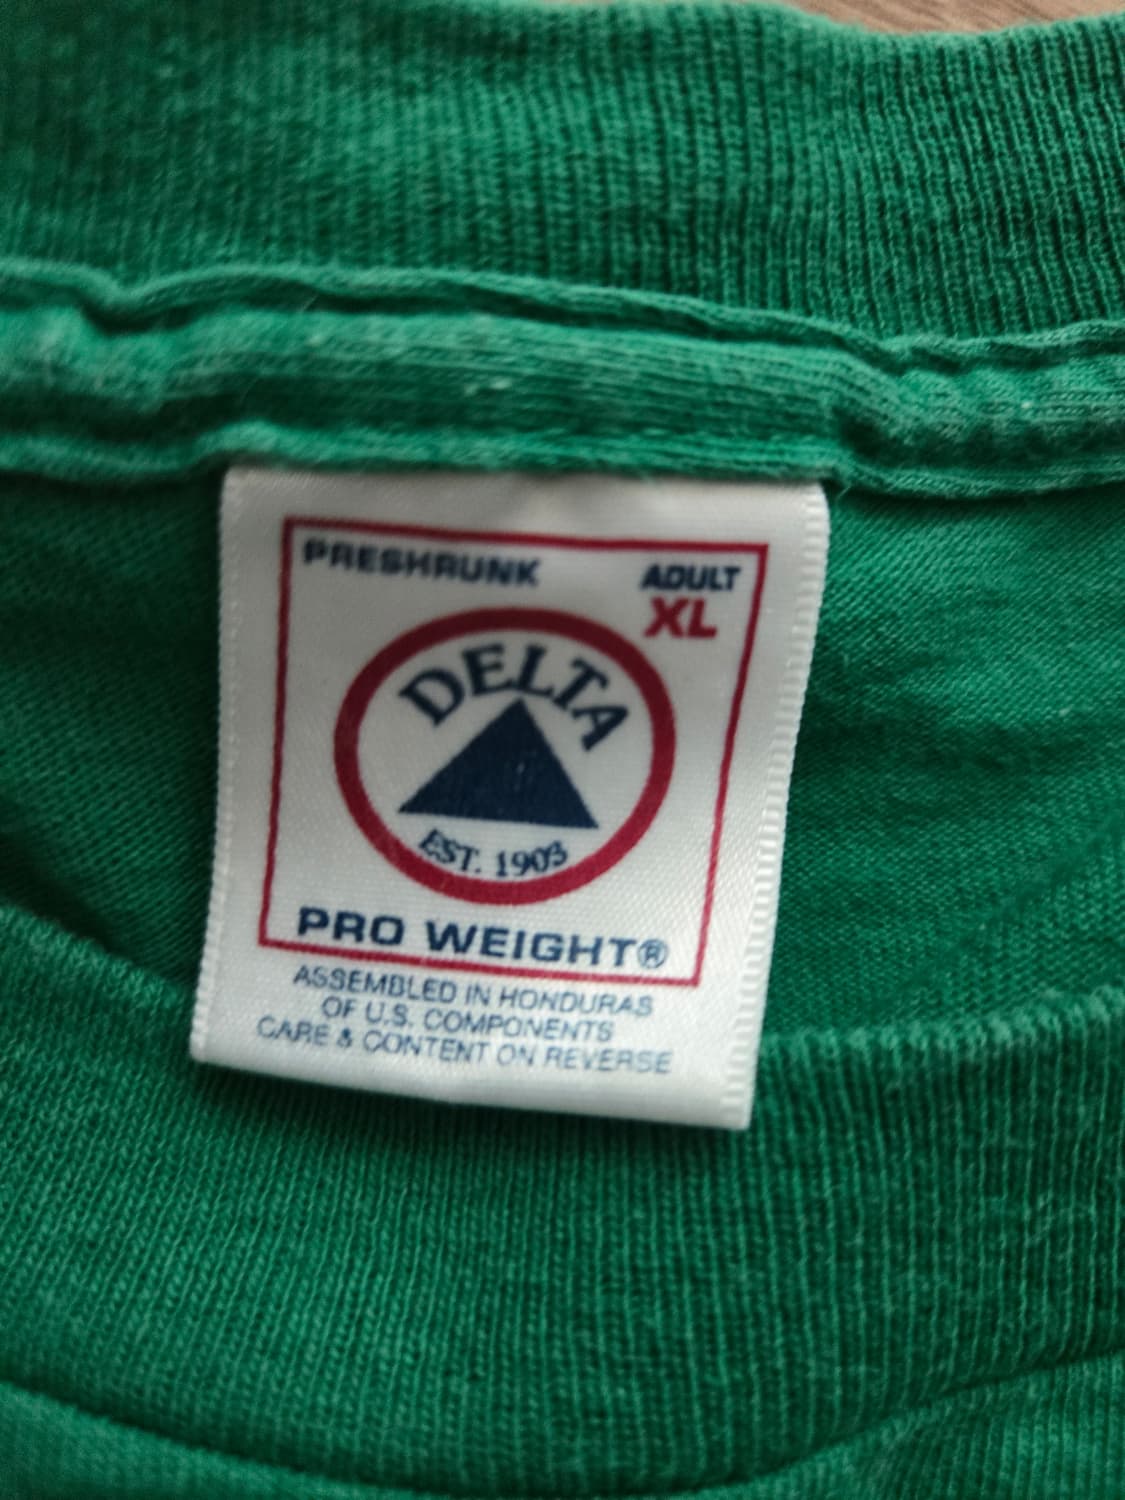 PRESHRUNK
ADULT
XL
DELTA
EST. 1903
PRO WEIGHT®
ASSEMBLED IN HONDURAS
OF U.S. COMPONENTS
CARE & CONTENT ON REVERSE